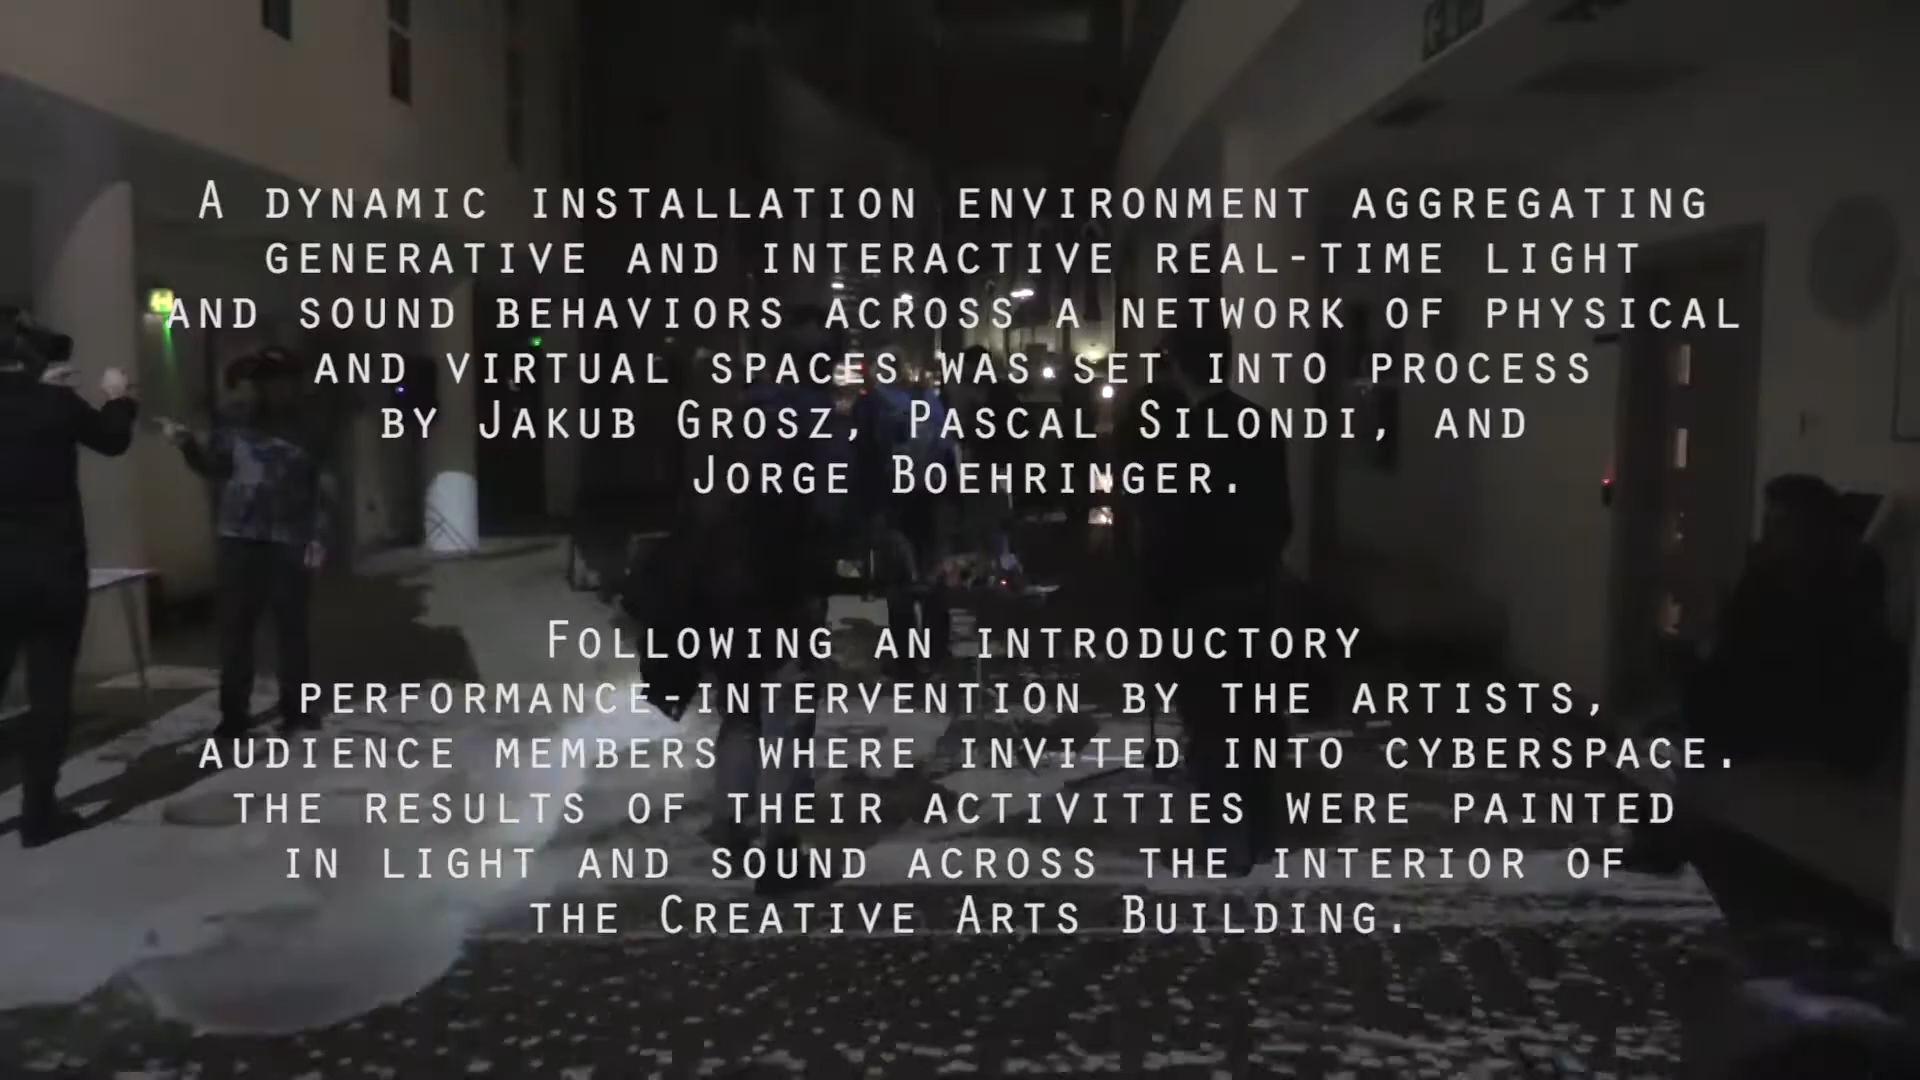 A dynamic installation environment aggregating
generative and interactive real-time light
and sound behaviors across a network of physical
and virtual spaces was set into process
by Jakub Grosz, Pascal Silondi, and
Jorge Boehringer.
Following an introductory
performance-intervention by the artists,
audience members where invited into cyberspace.
the results of their activities were painted
in light and sound across the interior of
the Creative Arts Building.